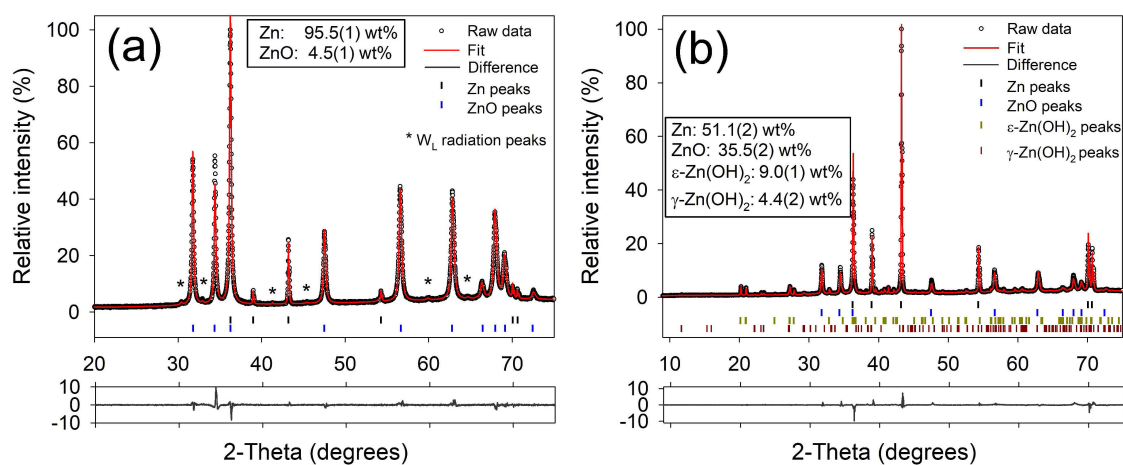 (a)
Zn: 95.5(1) wt%
ZnO: 4.5(1) wt%
Raw data
Fit
Difference
Zn peaks
ZnO peaks
* W_L radiation peaks
Relative intensity (%)
100
80
60
40
20
0
* * * * * *
20 30 40 50 60 70
10
0
-10
2-Theta (degrees)
(b)
Raw data
Fit
Difference
Zn peaks
ZnO peaks
ε-Zn(OH)₂ peaks
γ-Zn(OH)₂ peaks
Zn: 51.1(2) wt%
ZnO: 35.5(2) wt%
ε-Zn(OH)₂: 9.0(1) wt%
γ-Zn(OH)₂: 4.4(2) wt%
Relative intensity (%)
100
80
60
40
20
0
10 20 30 40 50 60 70
10
0
-10
2-Theta (degrees)